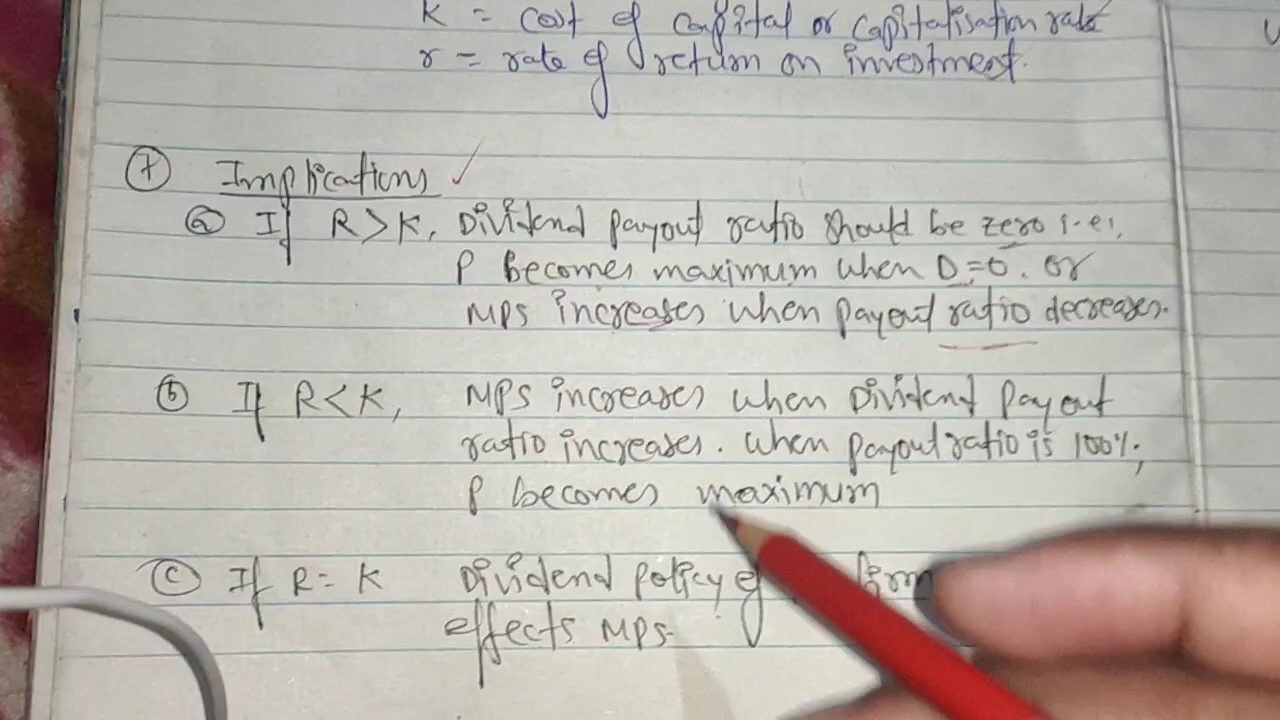 K = cost of capital or capitalisation rate
r = rate of return on investment.
7 Implications ✓
a If R>K, Dividend payout ratio should be zero i.e.,
P becomes maximum when D=0. or
MPS increases when payout ratio decreases.
b If R<K, MPS increases when Dividend Payout
ratio increases. When payout ratio is 100%,
P becomes maximum
c If R=K Dividend policy of firm
effects MPS.